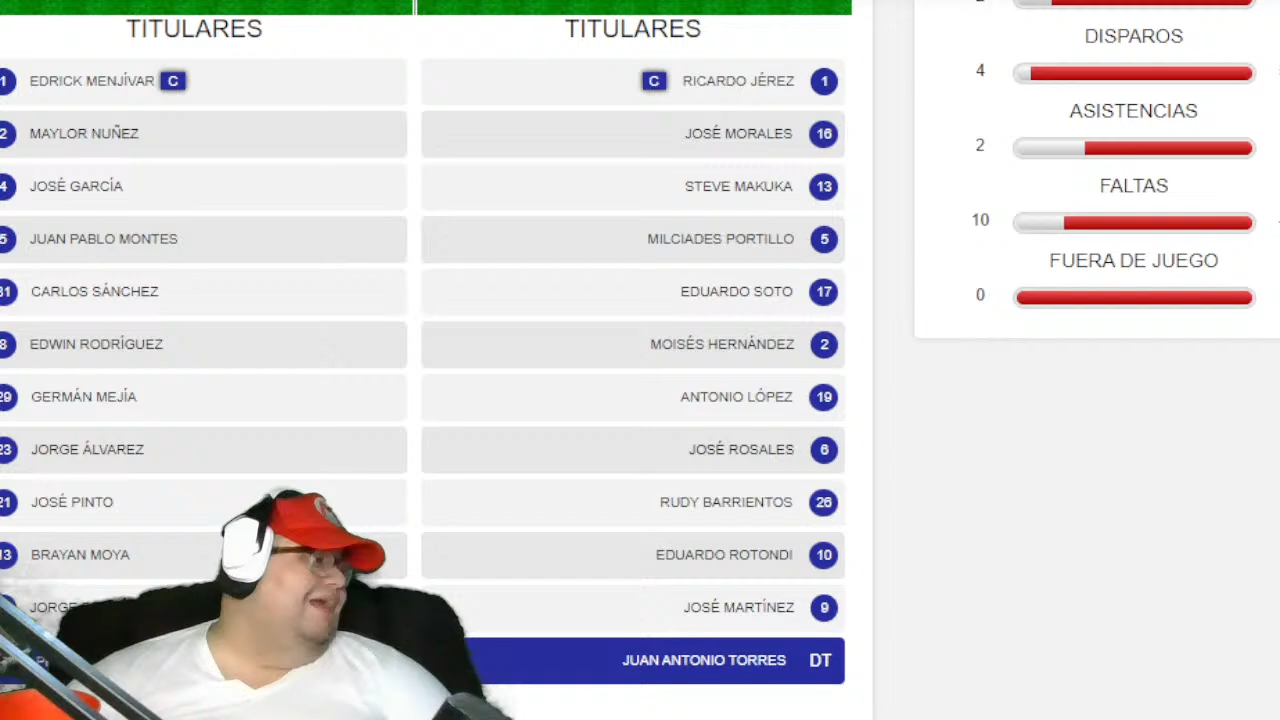 TITULARES
1 EDRICK MENJÍVAR C
2 MAYLOR NUÑEZ
4 JOSÉ GARCÍA
5 JUAN PABLO MONTES
31 CARLOS SÁNCHEZ
8 EDWIN RODRÍGUEZ
29 GERMÁN MEJÍA
23 JORGE ÁLVAREZ
21 JOSÉ PINTO
13 BRAYAN MOYA
JORGE
TITULARES
C RICARDO JÉREZ 1
JOSÉ MORALES 16
STEVE MAKUKA 13
MILCIADES PORTILLO 5
EDUARDO SOTO 17
MOISÉS HERNÁNDEZ 2
ANTONIO LÓPEZ 19
JOSÉ ROSALES 6
RUDY BARRIENTOS 26
EDUARDO ROTONDI 10
JOSÉ MARTÍNEZ 9
JUAN ANTONIO TORRES DT
DISPAROS
4
ASISTENCIAS
2
FALTAS
10
FUERA DE JUEGO
0